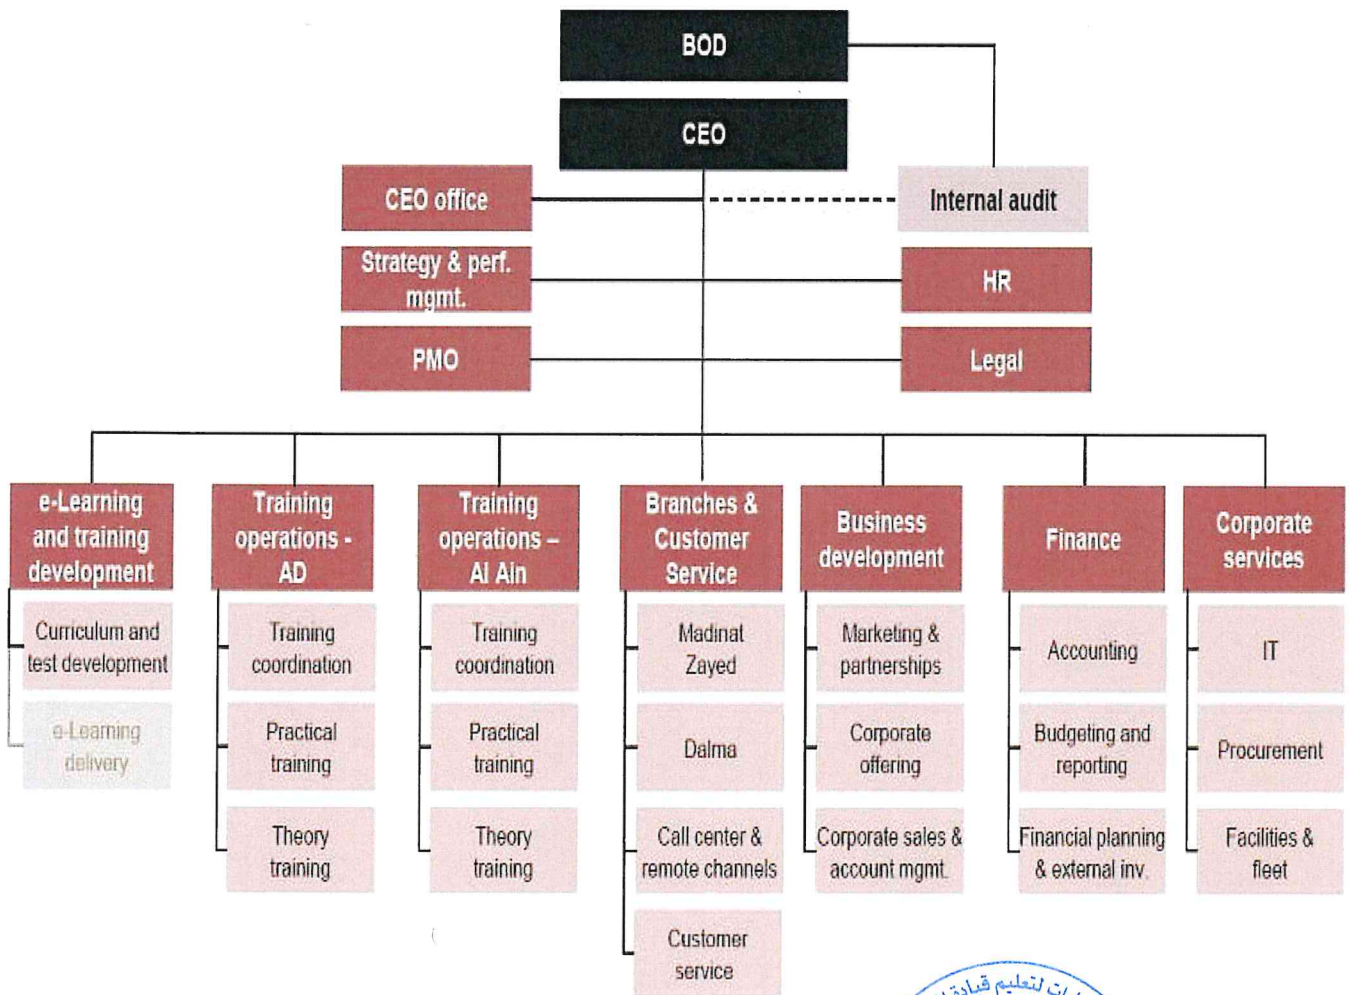 BOD
CEO
CEO office
Internal audit
Strategy & perf.
mgmt.
HR
PMO
Legal
e-Learning
and training
development
Training
operations -
AD
Training
operations –
Al Ain
Branches &
Customer
Service
Business
development
Finance
Corporate
services
Curriculum and
test development
e-Learning
delivery
Training
coordination
Practical
training
Theory
training
Training
coordination
Practical
training
Theory
training
Madinat
Zayed
Dalma
Call center &
remote channels
Customer
service
Marketing &
partnerships
Corporate
offering
Corporate sales &
account mgmt.
Accounting
Budgeting and
reporting
Financial planning
& external inv.
IT
Procurement
Facilities &
fleet
لتعليم قيادة